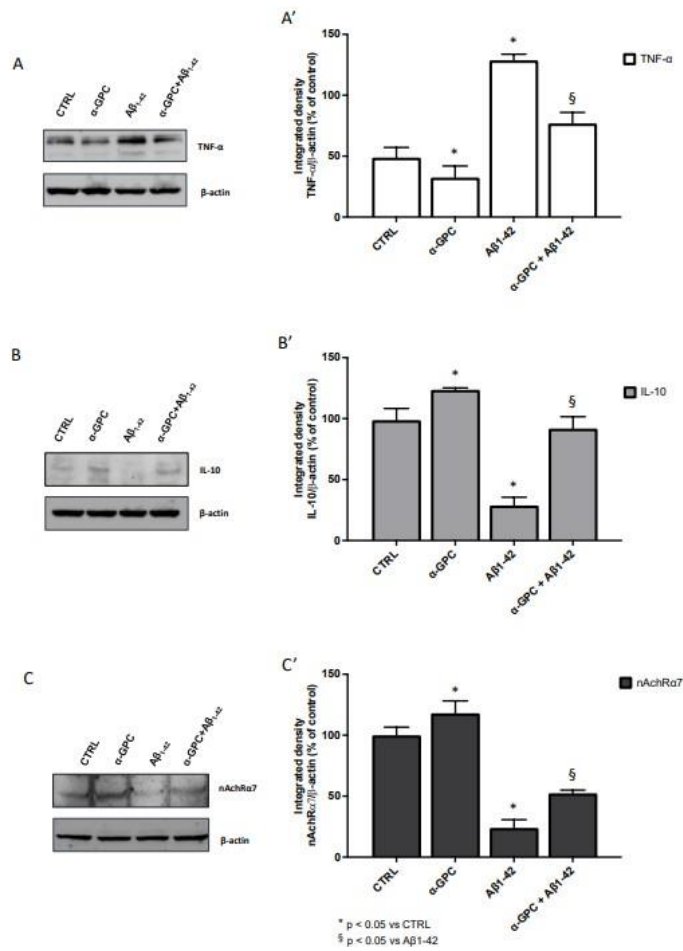 A
CTRL
α-GPC
Aβ1-42
α-GPC+Aβ1-42
TNF-α
β-actin
A′
Integrated density
TNF-α/β-actin (% of control)
150
100
50
0
*
*
§
CTRL
α-GPC
Aβ1-42
α-GPC + Aβ1-42
TNF-α
B
CTRL
α-GPC
Aβ1-42
α-GPC+Aβ1-42
IL-10
β-actin
B′
Integrated density
IL-10/β-actin (% of control)
150
100
50
0
*
*
§
CTRL
α-GPC
Aβ1-42
α-GPC + Aβ1-42
IL-10
C
CTRL
α-GPC
Aβ1-42
α-GPC+Aβ1-42
nAchRα7
β-actin
C′
Integrated density
nAchRα7/β-actin (% of control)
150
100
50
0
*
*
§
CTRL
α-GPC
Aβ1-42
α-GPC + Aβ1-42
nAchRα7
* p < 0.05 vs CTRL
§ p < 0.05 vs Aβ1-42